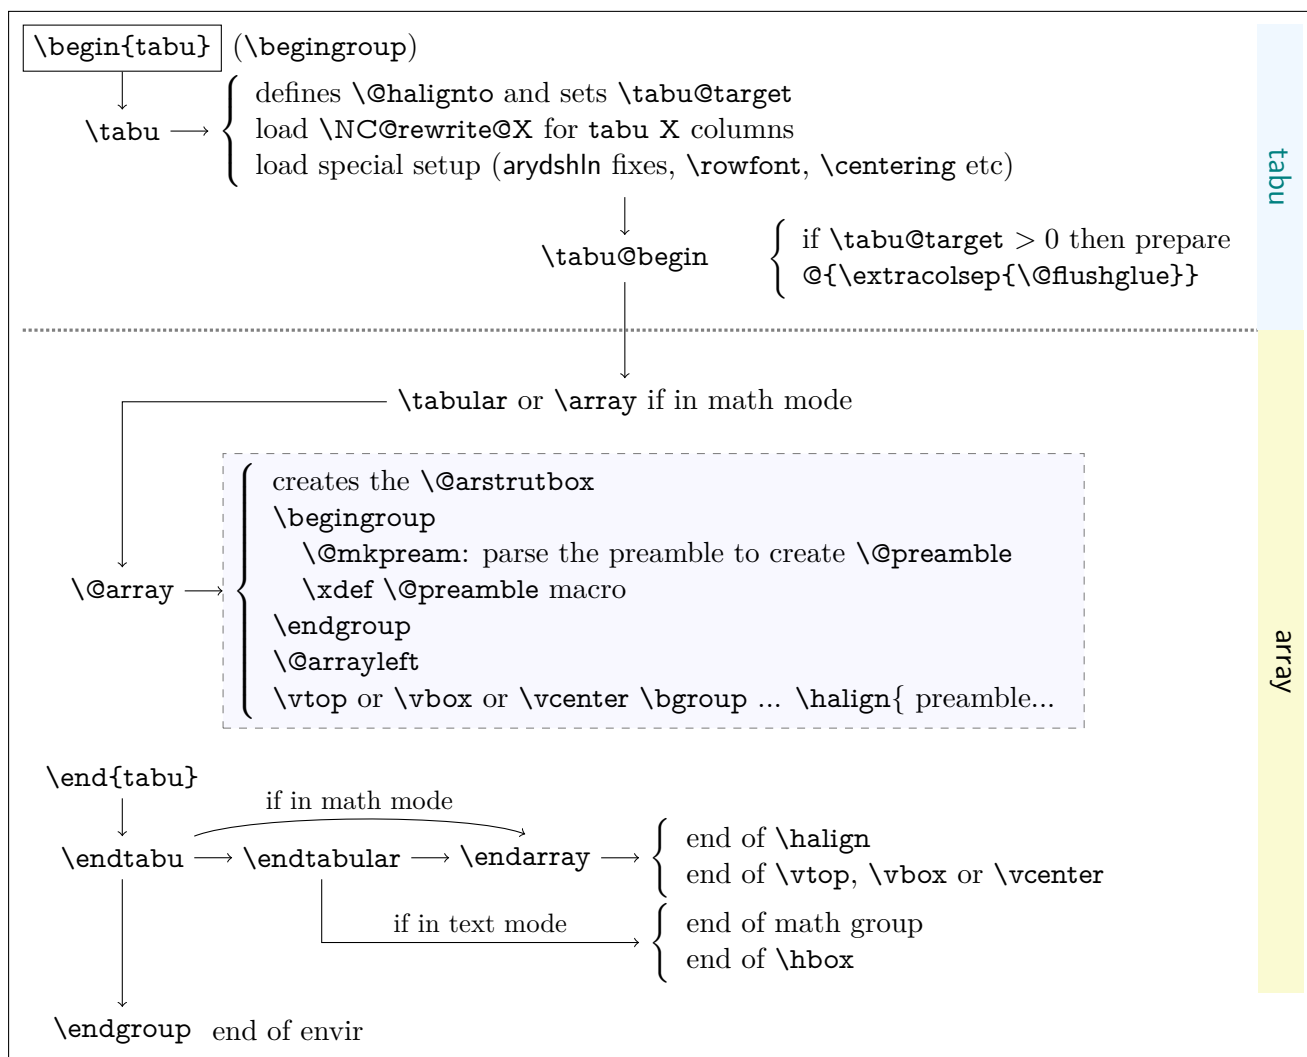 \begin{tabu} (\begingroup)
defines \@halignto and sets \tabu@target
\tabu
load \NC@rewrite@X for tabu X columns
load special setup (arydshln fixes, \rowfont, \centering etc)
tabu
\tabu@begin
if \tabu@target > 0 then prepare
@{\extracolsep{\@flushglue}}
\tabular or \array if in math mode
creates the \@arstrutbox
\begingroup
\@mkpream: parse the preamble to create \@preamble
\@array
\xdef \@preamble macro
\endgroup
\@arrayleft
\vtop or \vbox or \vcenter \bgroup ... \halign{ preamble...
array
\end{tabu}
if in math mode
\endtabu
\endtabular
\endarray
end of \halign
end of \vtop, \vbox or \vcenter
if in text mode
end of math group
end of \hbox
\endgroup end of envir